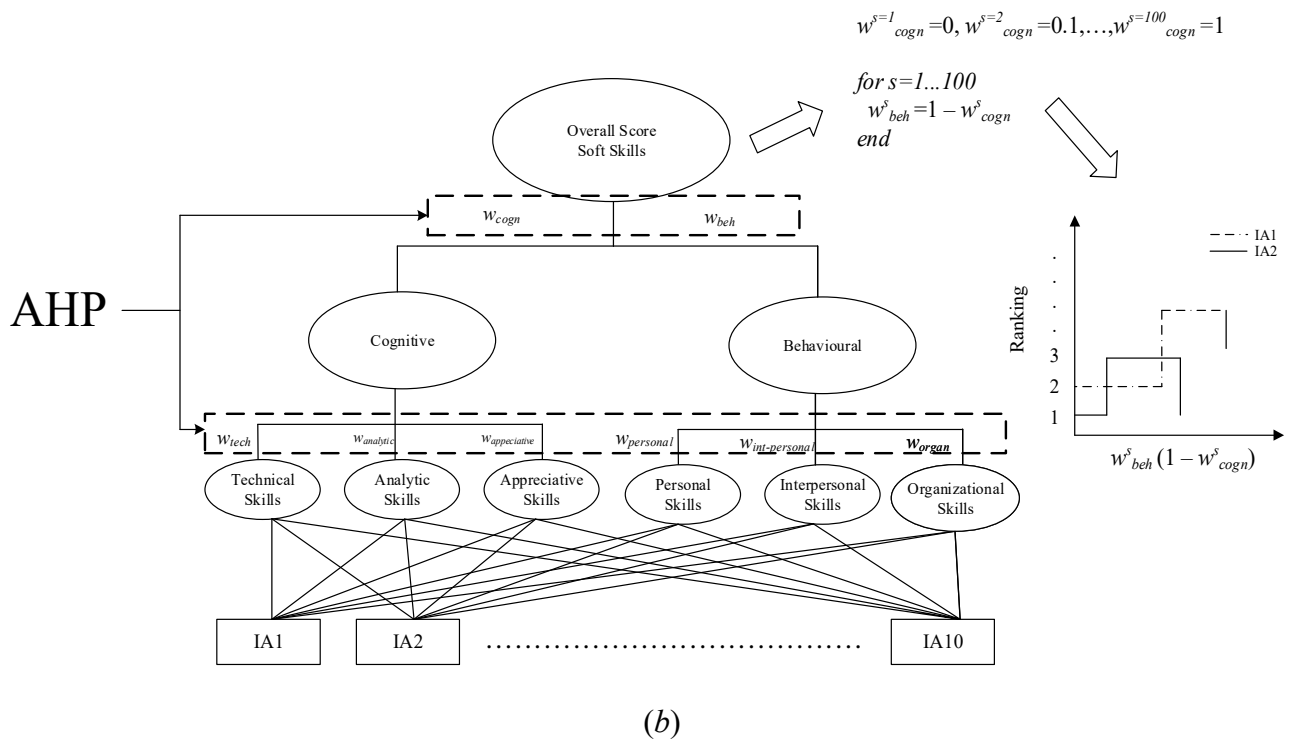 w^{s=1}_{cogn} =0, w^{s=2}_{cogn} =0.1,…,w^{s=100}_{cogn} =1
for s=1...100
w^s_{beh} =1 – w^s_{cogn}
end
Overall Score
Soft Skills
w_{cogn} w_{beh}
AHP
Cognitive
Behavioural
w_{tech} w_{analytic} w_{appeciative} w_{personal} w_{int-personal} w_{organ}
Technical
Skills
Analytic
Skills
Appreciative
Skills
Personal
Skills
Interpersonal
Skills
Organizational
Skills
IA1
IA2
IA10
IA1
IA2
Ranking
3
2
1
w^s_{beh} (1 – w^s_{cogn})
(b)